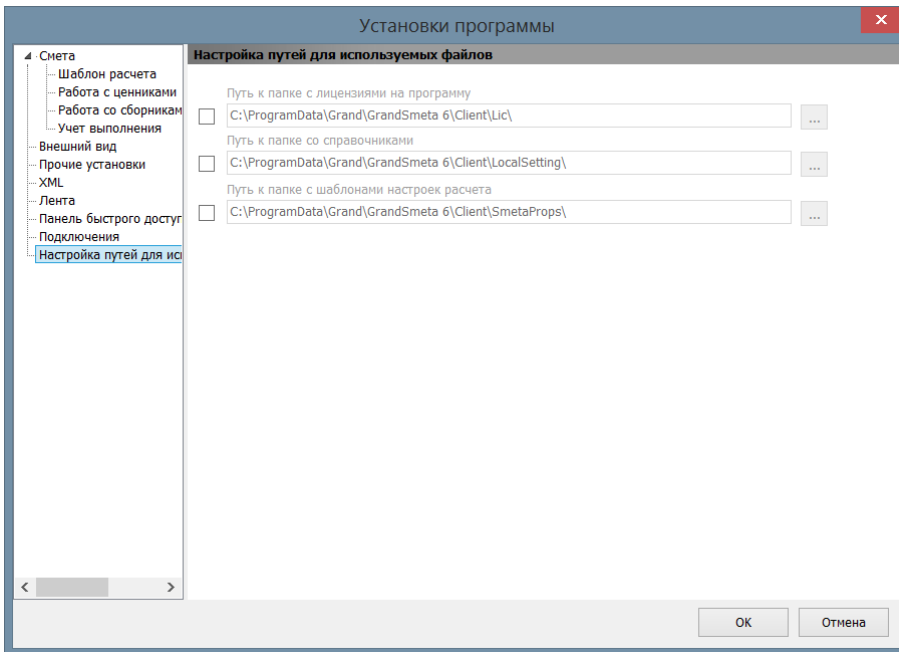 Установки программы
Смета
Шаблон расчета
Работа с ценниками
Работа со сборникам
Учет выполнения
Внешний вид
Прочие установки
XML
Лента
Панель быстрого доступ
Подключения
Настройка путей для исп
Настройка путей для используемых файлов
Путь к папке с лицензиями на программу
C:\ProgramData\Grand\GrandSmeta 6\Client\Lic\
...
Путь к папке со справочниками
C:\ProgramData\Grand\GrandSmeta 6\Client\LocalSetting\
...
Путь к папке с шаблонами настроек расчета
C:\ProgramData\Grand\GrandSmeta 6\Client\SmetaProps\
...
OK
Отмена